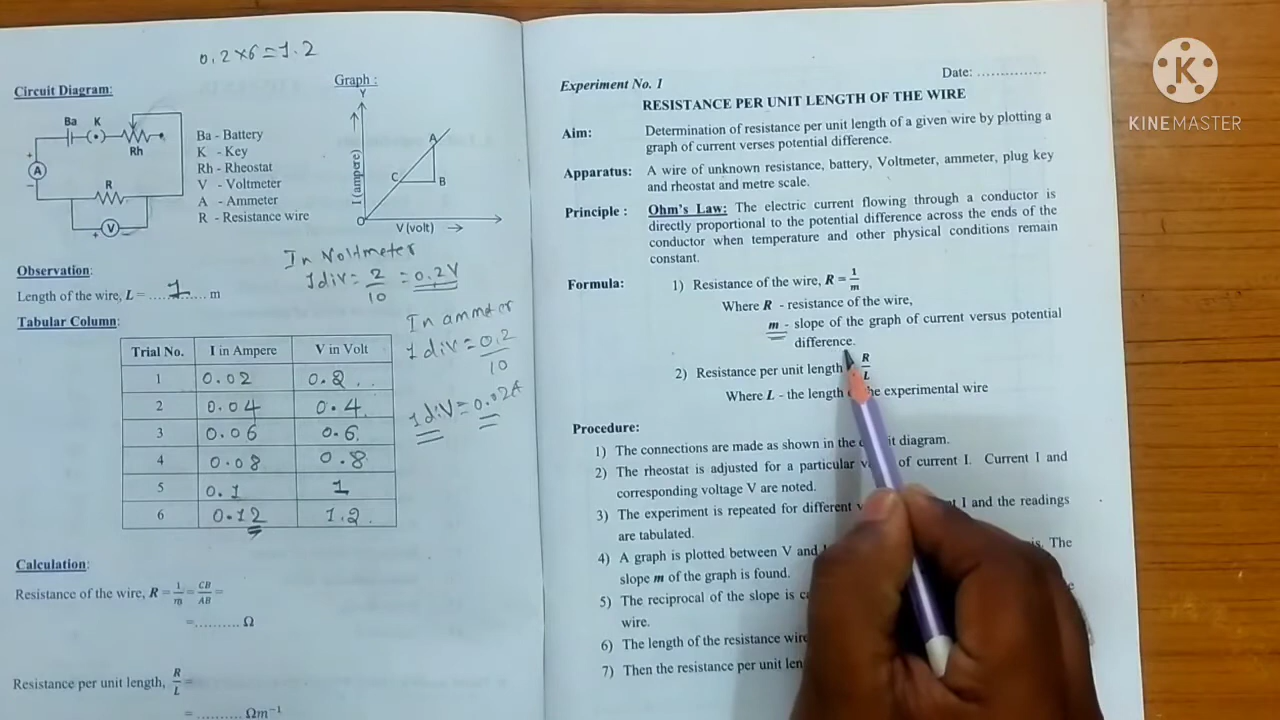 0.2×6=1.2
Circuit Diagram:
Graph :
Y
Ba
K
Rh
+
A
−
R
+
V
−
Ba - Battery
K - Key
Rh - Rheostat
V - Voltmeter
A - Ammeter
R - Resistance wire
I (ampere)
A
C
B
O
V (volt)
In Voltmeter
1 div = 2/10 = 0.2V
Observation:
Length of the wire, L = .... 1 ........ m
Tabular Column:
In ammeter
1 div = 0.2/10
1 div = 0.02A
Trial No. I in Ampere V in Volt
1 0.02 0.2
2 0.04 0.4
3 0.06 0.6
4 0.08 0.8
5 0.1 1
6 0.12 1.2
Calculation:
Resistance of the wire, R = 1/m = CB/AB =
=.......... Ω
Resistance per unit length, R/L =
= .......... Ωm⁻¹
Experiment No. 1
Date: ...............
RESISTANCE PER UNIT LENGTH OF THE WIRE
Aim: Determination of resistance per unit length of a given wire by plotting a
graph of current verses potential difference.
Apparatus: A wire of unknown resistance, battery, Voltmeter, ammeter, plug key
and rheostat and metre scale.
Principle : Ohm's Law: The electric current flowing through a conductor is
directly proportional to the potential difference across the ends of the
conductor when temperature and other physical conditions remain
constant.
Formula: 1) Resistance of the wire, R = 1/m
Where R - resistance of the wire,
m - slope of the graph of current versus potential
difference.
2) Resistance per unit length R/L
Where L - the length experimental wire
Procedure:
1) The connections are made as shown in the diagram.
2) The rheostat is adjusted for a particular of current I. Current I and
corresponding voltage V are noted.
3) The experiment is repeated for different I and the readings
are tabulated.
4) A graph is plotted between V and The
slope m of the graph is found.
5) The reciprocal of the slope is
wire.
6) The length of the resistance
7) Then the resistance per unit
KINEMASTER